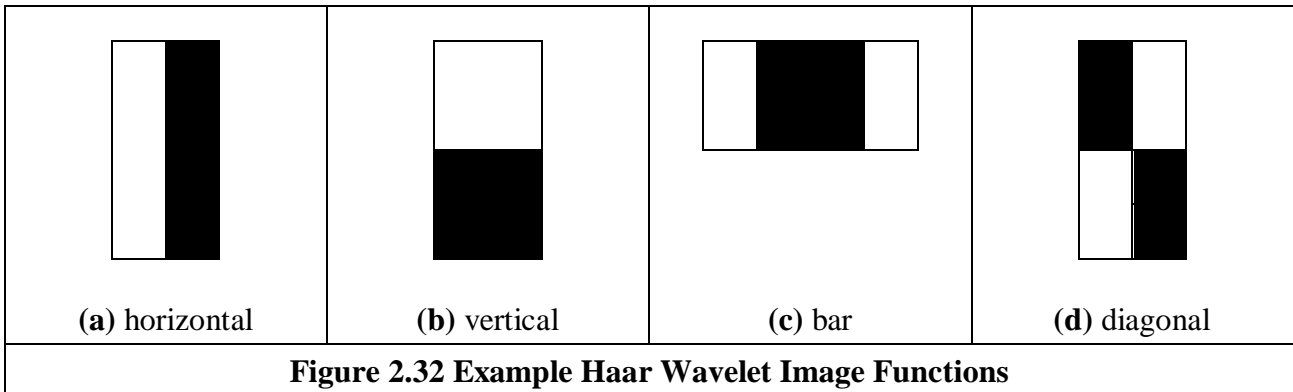 (a) horizontal
(b) vertical
(c) bar
(d) diagonal
Figure 2.32 Example Haar Wavelet Image Functions